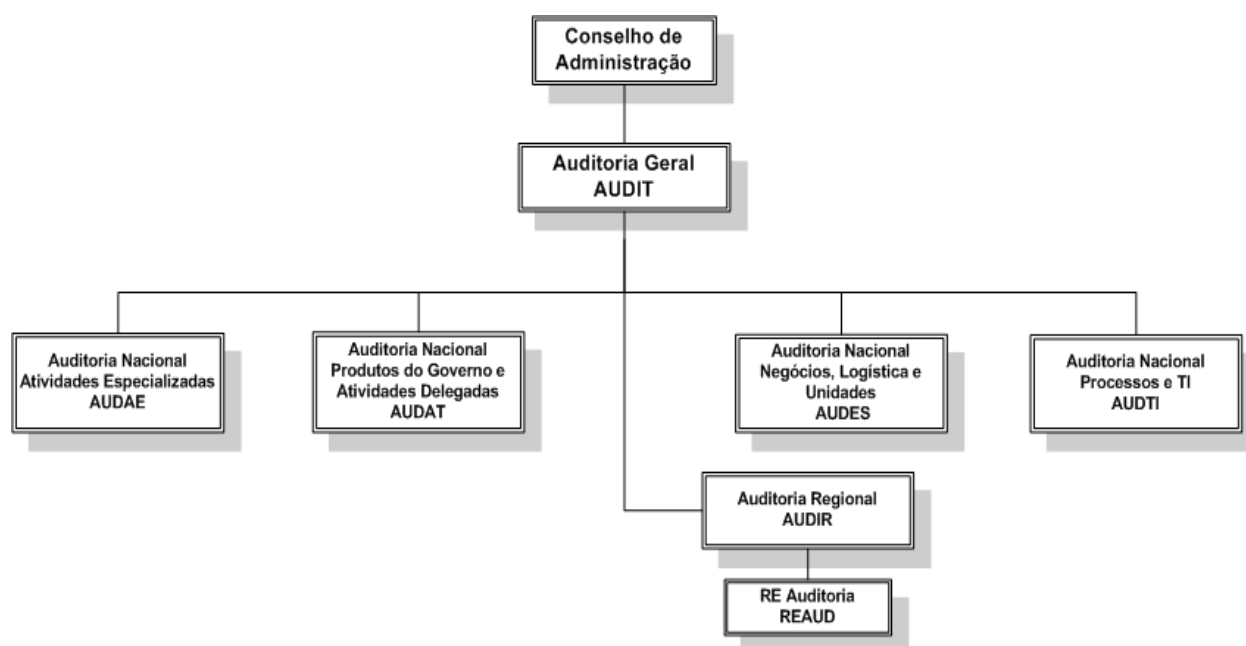 Conselho de
Administração
Auditoria Geral
AUDIT
Auditoria Nacional
Atividades Especializadas
AUDAE
Auditoria Nacional
Produtos do Governo e
Atividades Delegadas
AUDAT
Auditoria Nacional
Negócios, Logística e
Unidades
AUDES
Auditoria Nacional
Processos e TI
AUDTI
Auditoria Regional
AUDIR
RE Auditoria
REAUD